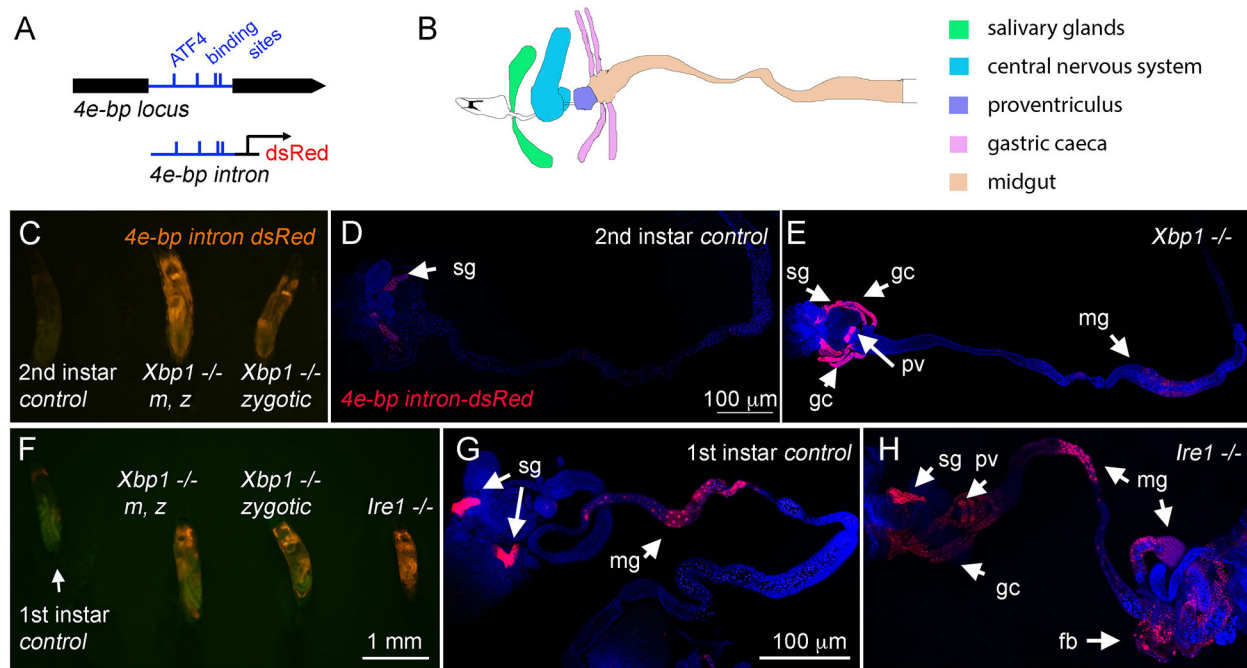 A
ATF4 binding
sites
4e-bp locus
dsRed
4e-bp intron
B
salivary glands
central nervous system
proventriculus
gastric caeca
midgut
C
4e-bp intron dsRed
2nd instar
control
Xbp1 -/-
m, z
Xbp1 -/-
zygotic
D
2nd instar control
sg
4e-bp intron-dsRed
100 μm
E
Xbp1 -/-
sg
gc
mg
pv
gc
F
Xbp1 -/-
m, z
Xbp1 -/-
zygotic
Ire1 -/-
1st instar
control
1 mm
G
1st instar control
sg
mg
100 μm
H
Ire1 -/-
sg
pv
mg
gc
fb